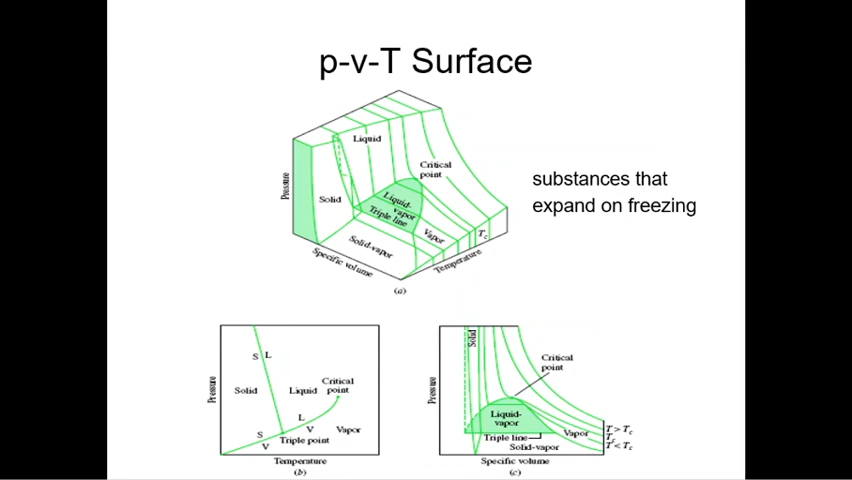 p-v-T Surface
Liquid
Critical
point
Pressure
Solid
Liquid-
vapor
Triple line
Vapor
Tc
Solid-vapor
Specific volume
Temperature
(a)
substances that
expand on freezing
S L
Solid
Liquid
Critical
point
Pressure
L
V
Vapor
S
V
Triple point
Temperature
(b)
Solid
Critical
point
Pressure
Liquid-
vapor
Triple line
Vapor
Solid-vapor
T > Tc
Tc
T < Tc
Specific volume
(c)